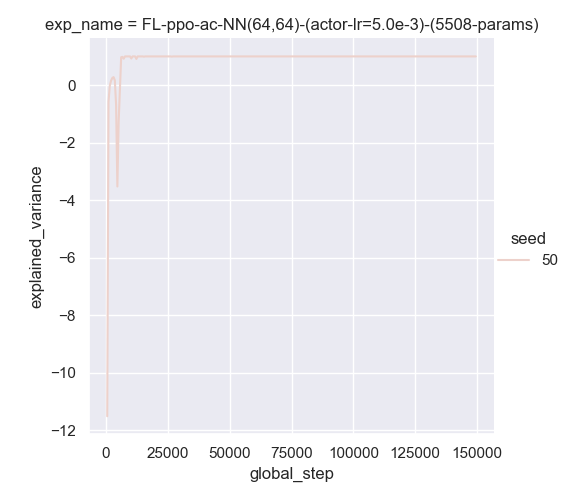 exp_name = FL-ppo-ac-NN(64,64)-(actor-lr=5.0e-3)-(5508-params)
0
−2
−4
−6
−8
−10
−12
explained_variance
0 25000 50000 75000 100000 125000 150000
global_step
seed
50